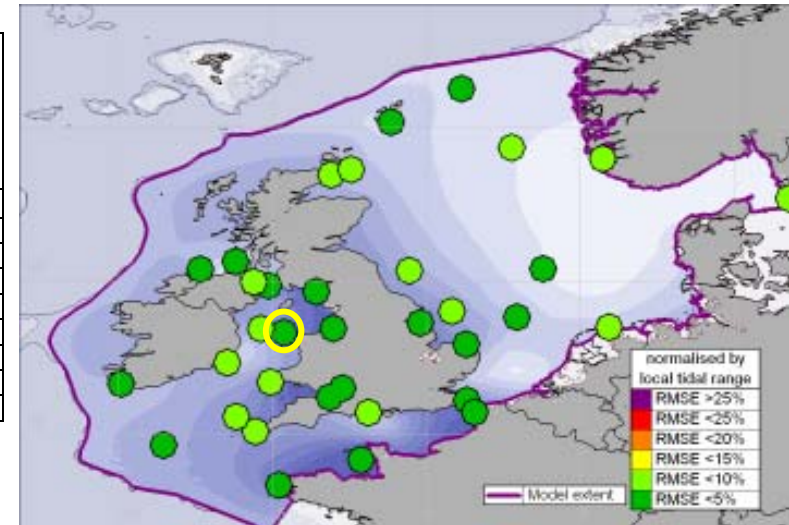 normalised by
local tidal range
RMSE >25%
RMSE <25%
RMSE <20%
RMSE <15%
RMSE <10%
RMSE <5%
Model extent